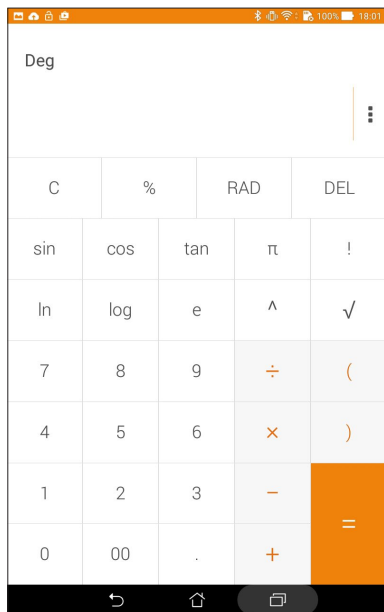 100% 18:01
Deg
C % RAD DEL
sin cos tan π !
ln log e ^ √
7 8 9 ÷ (
4 5 6 × )
1 2 3 − =
0 00 . +